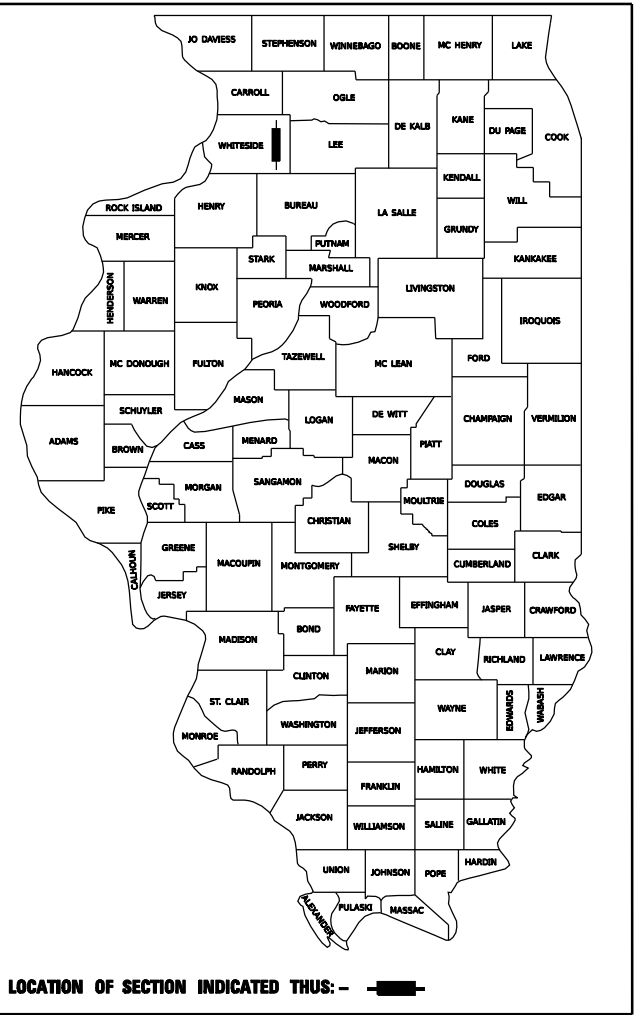 JO DAVIESS
STEPHENSON
WINNEBAGO
BOONE
MC HENRY
LAKE
CARROLL
OGLE
DE KALB
KANE
DU PAGE
COOK
WHITESIDE
LEE
KENDALL
WILL
ROCK ISLAND
HENRY
BUREAU
LA SALLE
GRUNDY
MERCER
PUTNAM
STARK
MARSHALL
KANKAKEE
HENDERSON
WARREN
KNOX
PEORIA
WOODFORD
LIVINGSTON
IROQUOIS
HANCOCK
MC DONOUGH
FULTON
TAZEWELL
MC LEAN
FORD
SCHUYLER
MASON
LOGAN
DE WITT
PIATT
CHAMPAIGN
VERMILION
ADAMS
BROWN
CASS
MENARD
MACON
PIKE
SCOTT
MORGAN
SANGAMON
MOULTRIE
DOUGLAS
EDGAR
CHRISTIAN
COLES
CALHOUN
GREENE
MACOUPIN
MONTGOMERY
SHELBY
CUMBERLAND
CLARK
JERSEY
FAYETTE
EFFINGHAM
JASPER
CRAWFORD
MADISON
BOND
CLAY
RICHLAND
LAWRENCE
CLINTON
MARION
ST. CLAIR
WAYNE
EDWARDS
WABASH
WASHINGTON
JEFFERSON
MONROE
RANDOLPH
PERRY
FRANKLIN
HAMILTON
WHITE
JACKSON
WILLIAMSON
SALINE
GALLATIN
UNION
JOHNSON
POPE
HARDIN
ALEXANDER
PULASKI
MASSAC
LOCATION OF SECTION INDICATED THUS: –